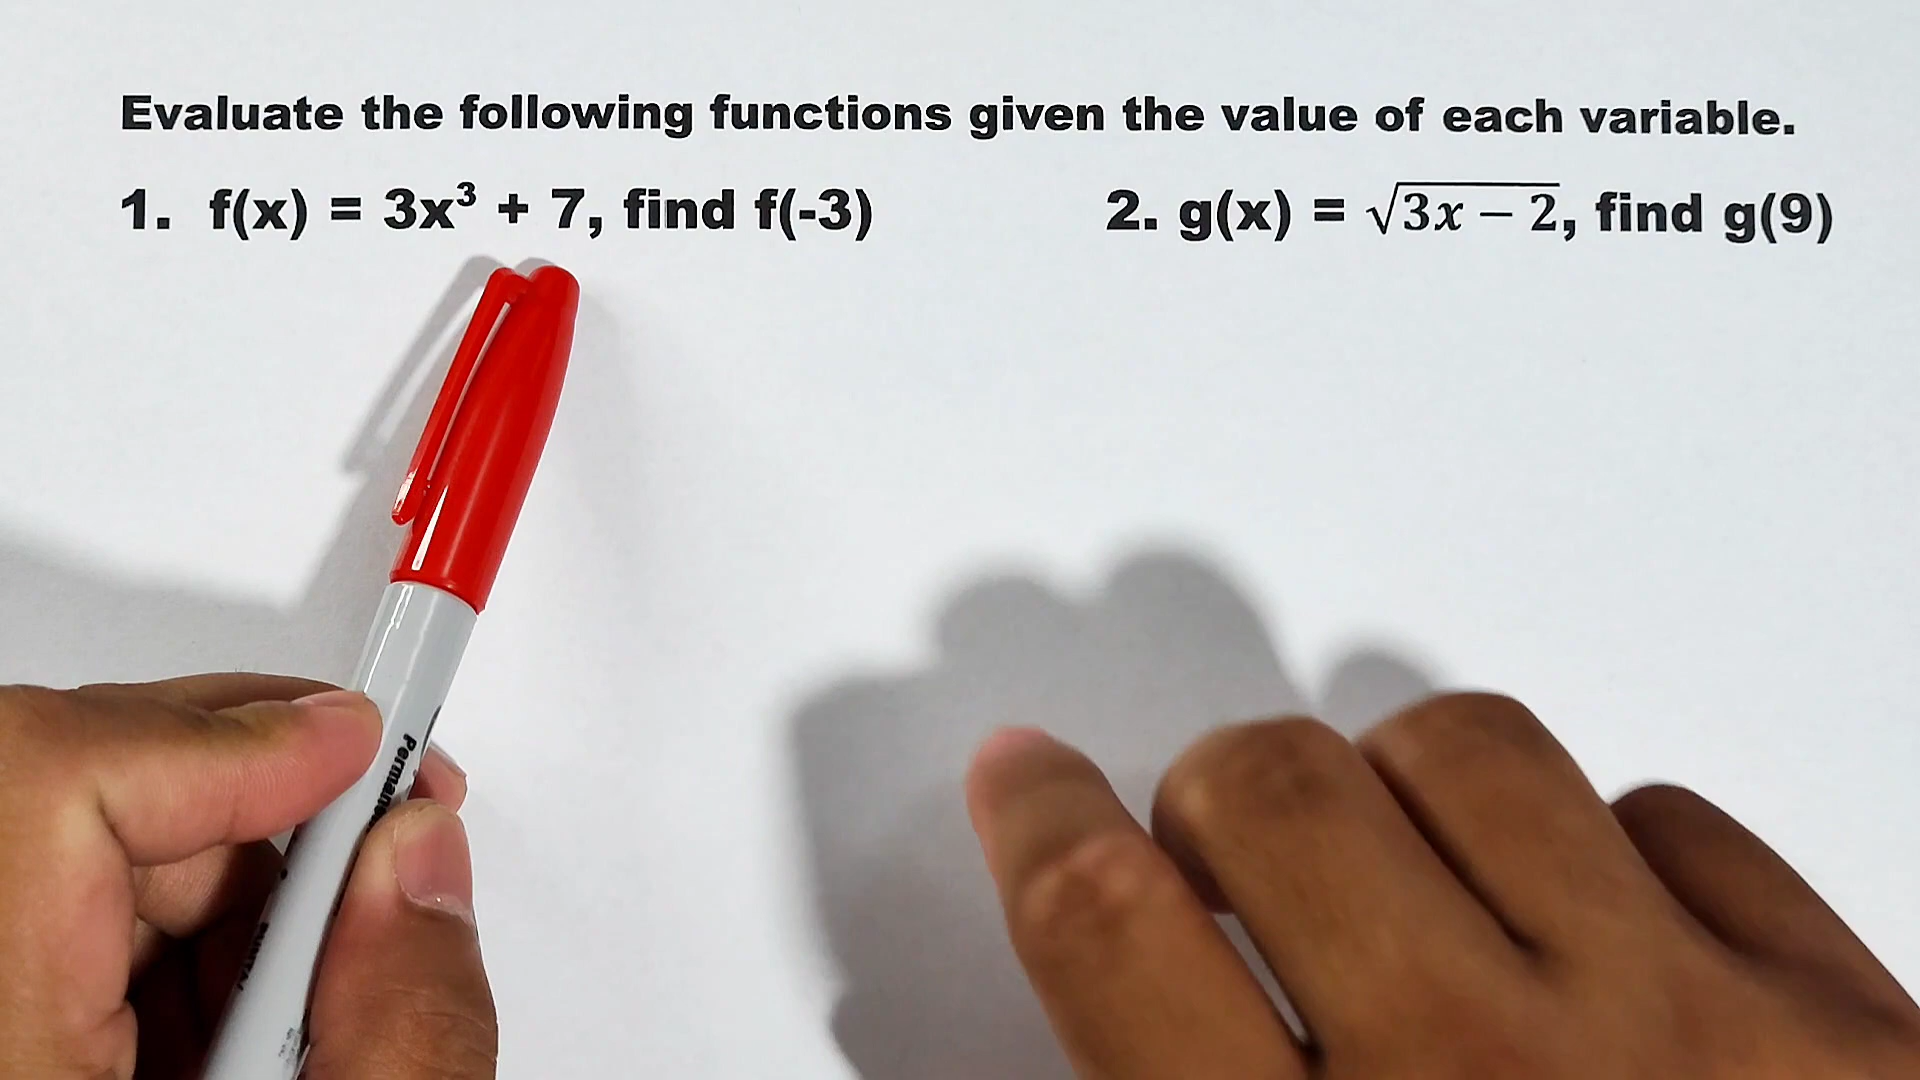 Evaluate the following functions given the value of each variable.
1. f(x) = 3x³ + 7, find f(-3)
2. g(x) = √3x − 2, find g(9)